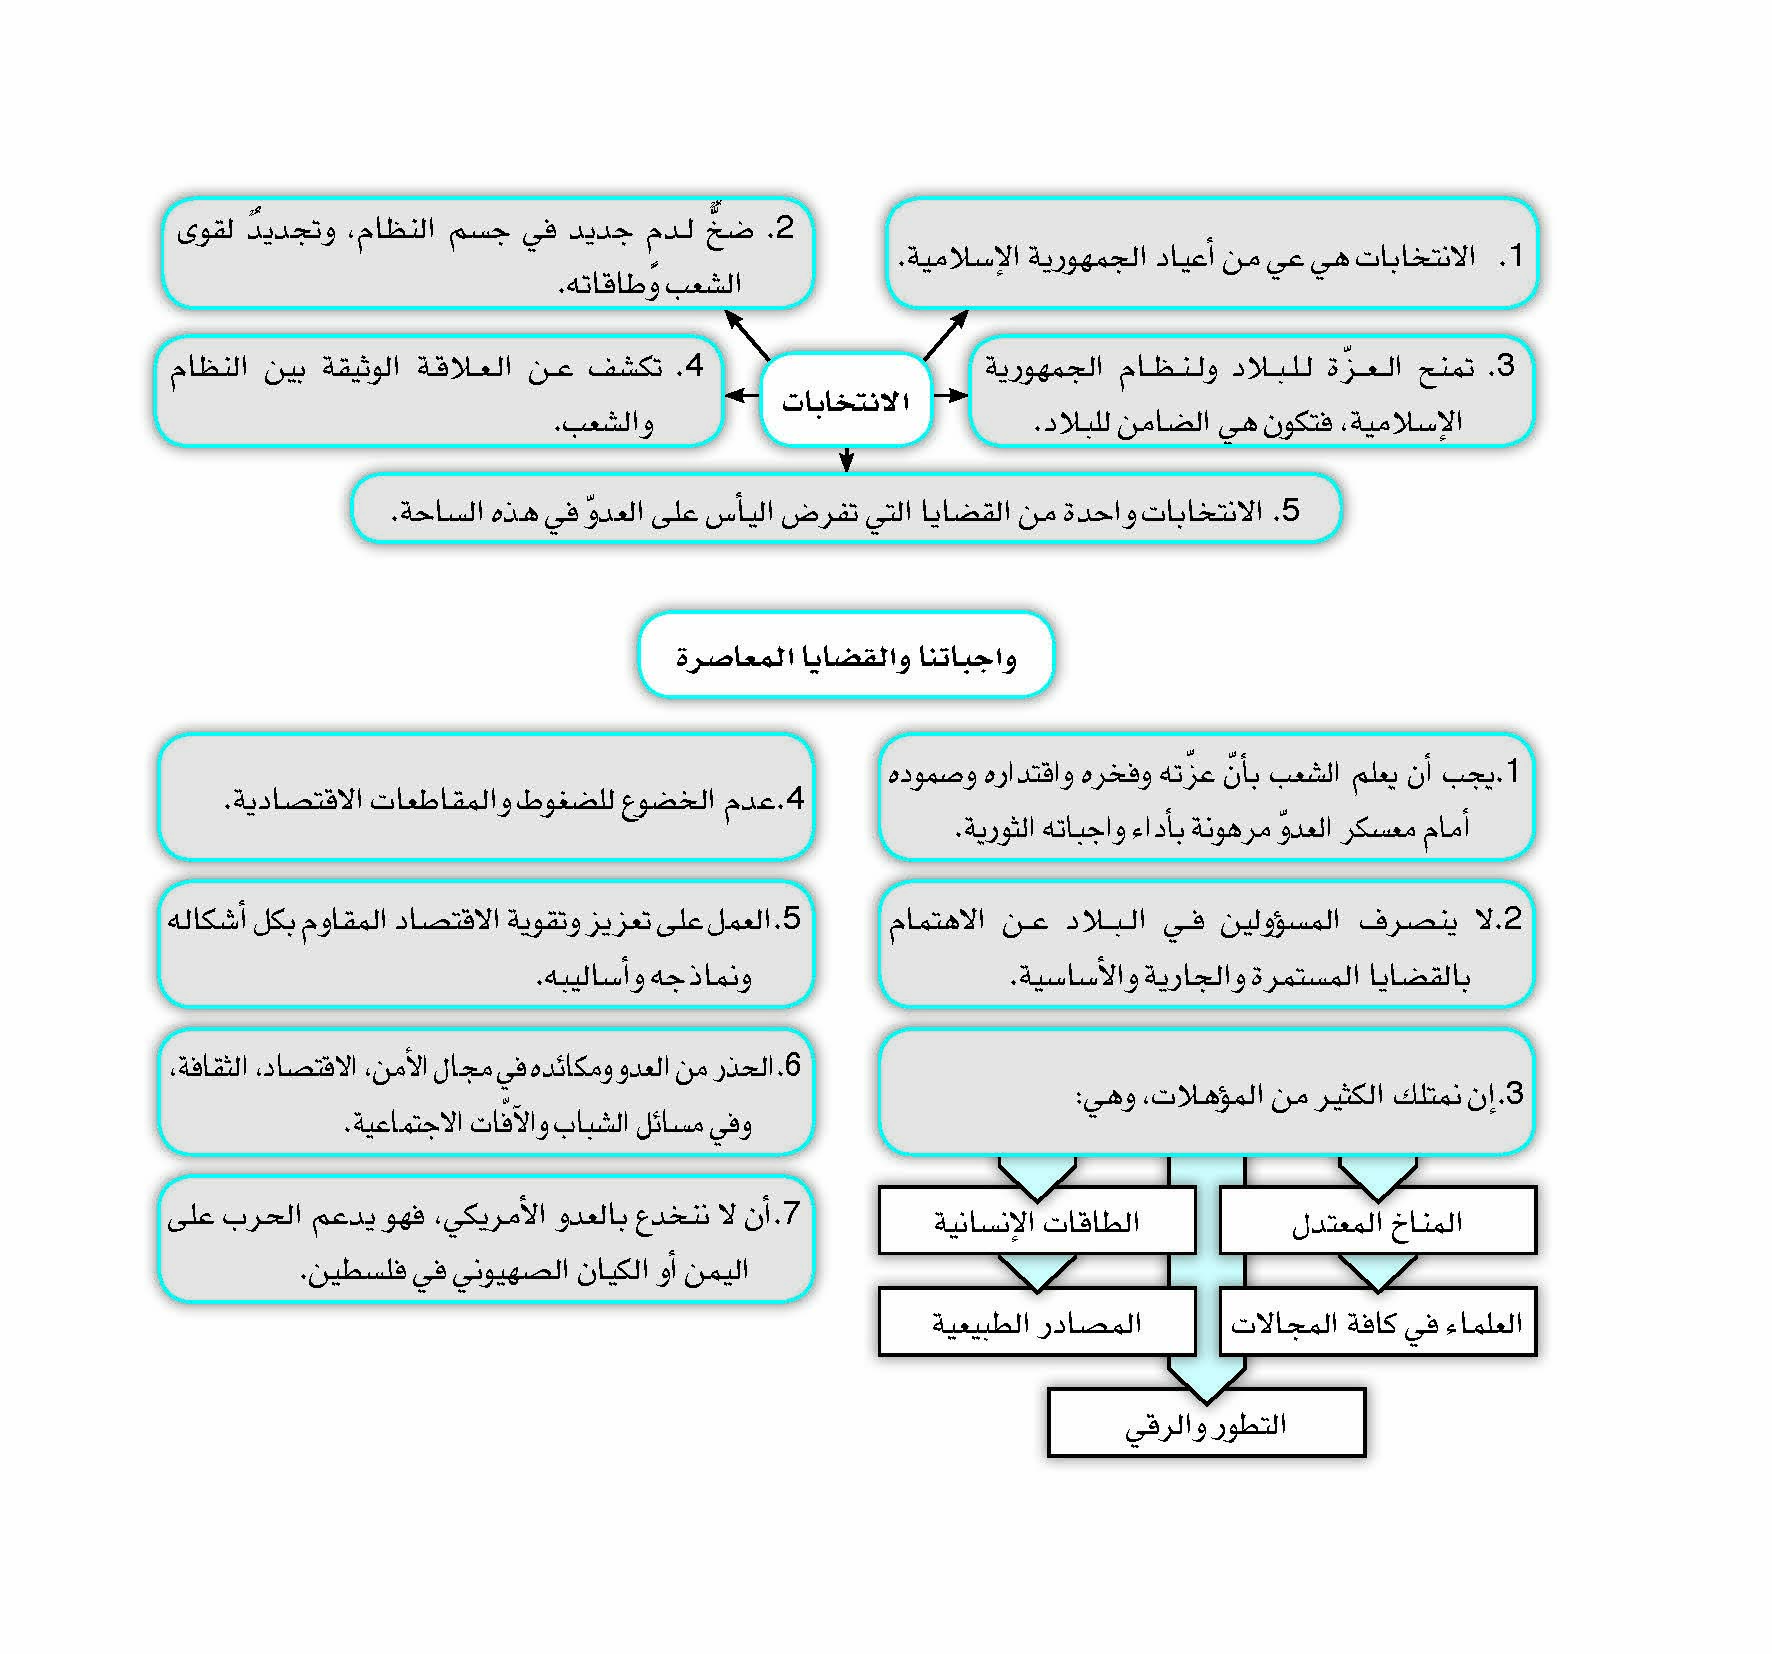 1. الانتخابات هي عي من أعياد الجمهورية الإسلامية.
2. ضخٌّ لدمٍ جديد في جسم النظام، وتجديدٌ لقوى
الشعب وطاقاته.
3. تمنح العزّة للبلاد ولنظام الجمهورية
الإسلامية، فتكون هي الضامن للبلاد.
الانتخابات
4. تكشف عن العلاقة الوثيقة بين النظام
والشعب.
5. الانتخابات واحدة من القضايا التي تفرض اليأس على العدوّ في هذه الساحة.
واجباتنا والقضايا المعاصرة
1.يجب أن يعلم الشعب بأنّ عزّته وفخره واقتداره وصموده
أمام معسكر العدوّ مرهونة بأداء واجباته الثورية.
2.لا ينصرف المسؤولين في البلاد عن الاهتمام
بالقضايا المستمرة والجارية والأساسية.
3.إن نمتلك الكثير من المؤهلات، وهي:
المناخ المعتدل
الطاقات الإنسانية
العلماء في كافة المجالات
المصادر الطبيعية
التطور والرقي
4.عدم الخضوع للضغوط والمقاطعات الاقتصادية.
5.العمل على تعزيز وتقوية الاقتصاد المقاوم بكل أشكاله
ونماذجه وأساليبه.
6.الحذر من العدو ومكائده في مجال الأمن، الاقتصاد، الثقافة،
وفي مسائل الشباب والآفّات الاجتماعية.
7.أن لا ننخدع بالعدو الأمريكي، فهو يدعم الحرب على
اليمن أو الكيان الصهيوني في فلسطين.